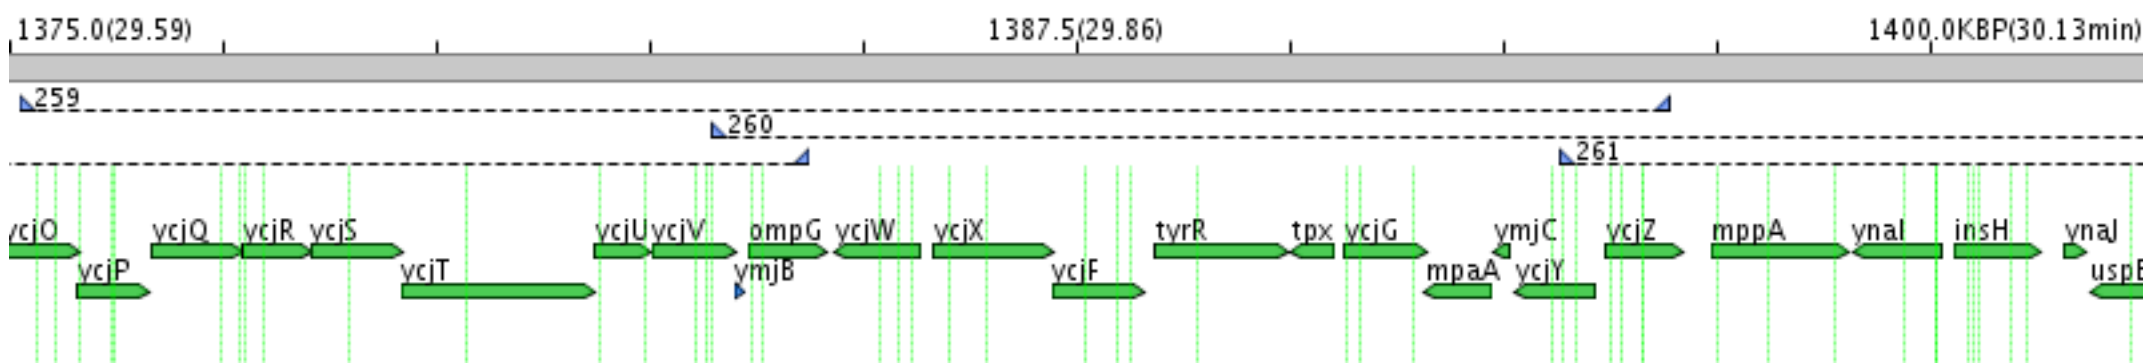 1375.0(29.59) 1387.5(29.86) 1400.0KBP(30.13min)
259
260
261
ycjO ycjQ ycjR ycjS ycjU ycjV ompG ycjW ycjX tyrR tpx ycjG ymjC ycjZ mppA ynaI insH ynaJ
ycjP ycjT ymjB ycjF mpaA ycjY uspE